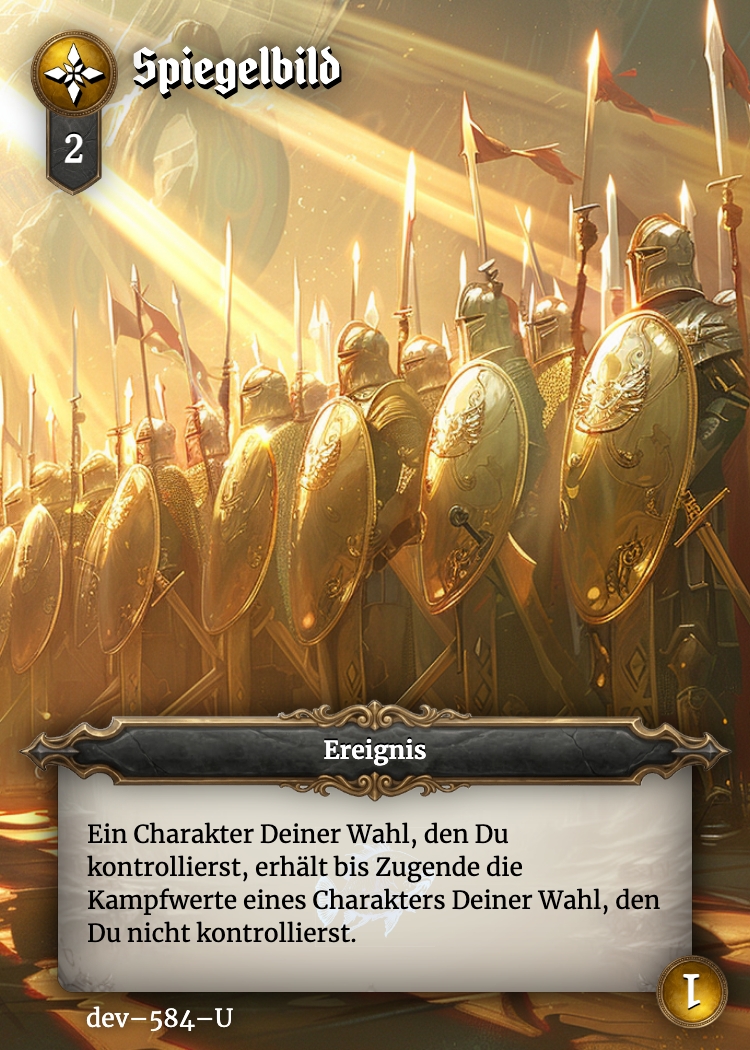 Spiegelbild
2
Ereignis
Ein Charakter Deiner Wahl, den Du
kontrollierst, erhält bis Zugende die
Kampfwerte eines Charakters Deiner Wahl, den
Du nicht kontrollierst.
1
dev–584–U